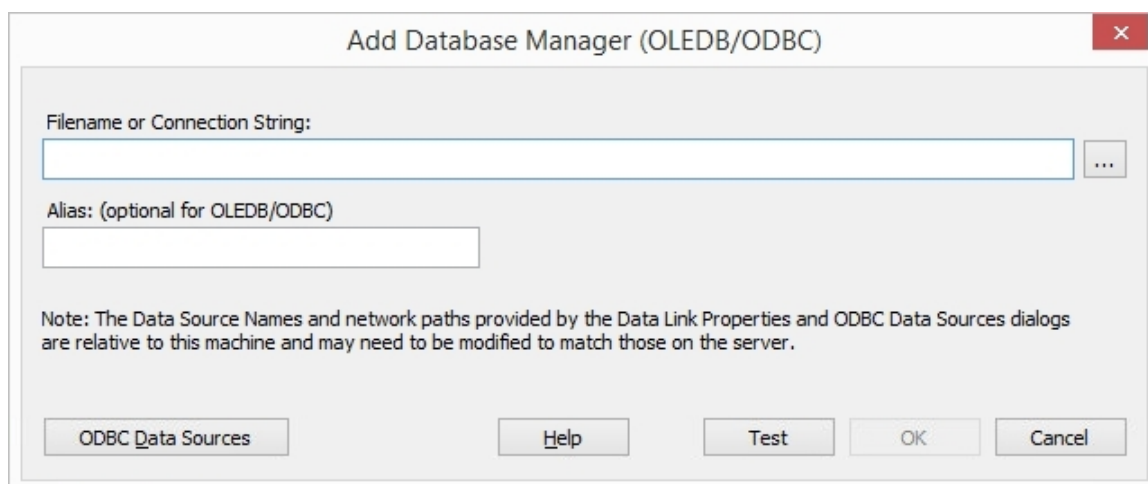 Add Database Manager (OLEDB/ODBC)
Filename or Connection String:
...
Alias: (optional for OLEDB/ODBC)
Note: The Data Source Names and network paths provided by the Data Link Properties and ODBC Data Sources dialogs
are relative to this machine and may need to be modified to match those on the server.
ODBC Data Sources Help Test OK Cancel